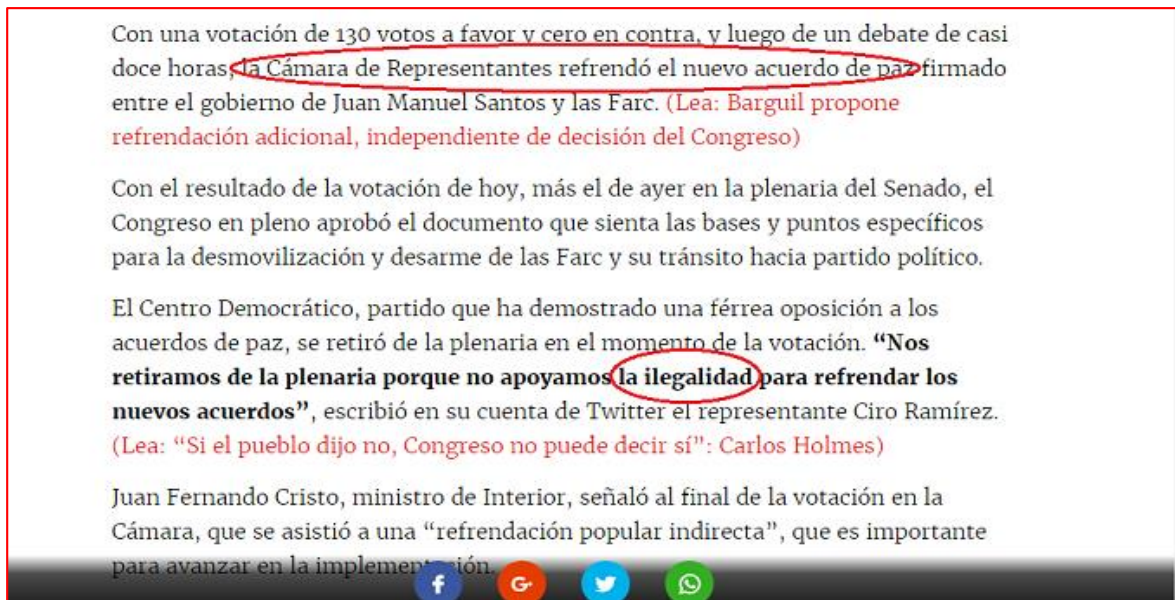 Con una votación de 130 votos a favor y cero en contra, y luego de un debate de casi
doce horas, la Cámara de Representantes refrendó el nuevo acuerdo de paz firmado
entre el gobierno de Juan Manuel Santos y las Farc. (Lea: Barguil propone
refrendación adicional, independiente de decisión del Congreso)
Con el resultado de la votación de hoy, más el de ayer en la plenaria del Senado, el
Congreso en pleno aprobó el documento que sienta las bases y puntos específicos
para la desmovilización y desarme de las Farc y su tránsito hacia partido político.
El Centro Democrático, partido que ha demostrado una férrea oposición a los
acuerdos de paz, se retiró de la plenaria en el momento de la votación. “Nos
retiramos de la plenaria porque no apoyamos la ilegalidad para refrendar los
nuevos acuerdos”, escribió en su cuenta de Twitter el representante Ciro Ramírez.
(Lea: “Si el pueblo dijo no, Congreso no puede decir sí”: Carlos Holmes)
Juan Fernando Cristo, ministro de Interior, señaló al final de la votación en la
Cámara, que se asistió a una “refrendación popular indirecta”, que es importante
para avanzar en la implementación.